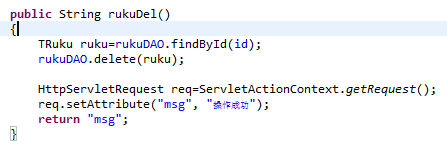 public String rukuDel()
{
TRuku ruku=rukuDAO.findById(id);
rukuDAO.delete(ruku);
HttpServletRequest req=ServletActionContext.getRequest();
req.setAttribute("msg", "操作成功");
return "msg";
}